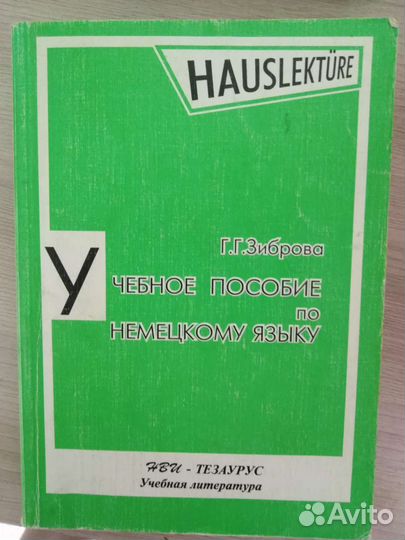 HAUSLEKTÜRE
Г.Г.Зиброва
УЧЕБНОЕ ПОСОБИЕ
по
НЕМЕЦКОМУ ЯЗЫКУ
НВИ - ТЕЗАУРУС
Учебная литература
Avito